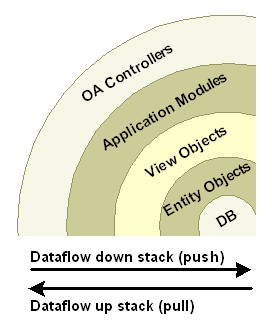 OA Controllers
Application Modules
View Objects
Entity Objects
DB
Dataflow down stack (push)
Dataflow up stack (pull)